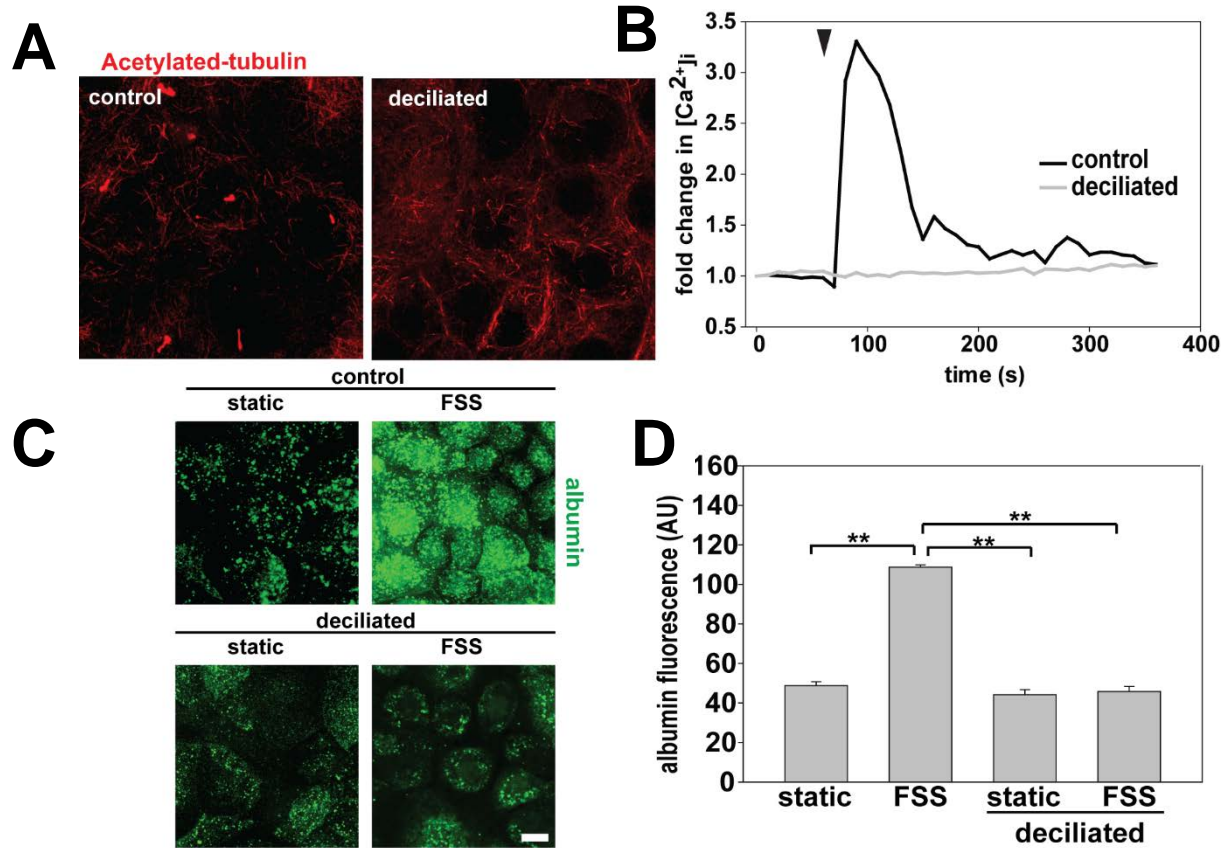 A
Acetylated-tubulin
control
deciliated
B
fold change in [Ca2+]i
3.5
3.0
2.5
2.0
1.5
1.0
0.5
control
deciliated
0
100
200
300
400
time (s)
C
control
static
FSS
albumin
deciliated
static
FSS
D
albumin fluorescence (AU)
160
140
120
100
80
60
40
20
0
**
**
**
static
FSS
static
FSS
deciliated